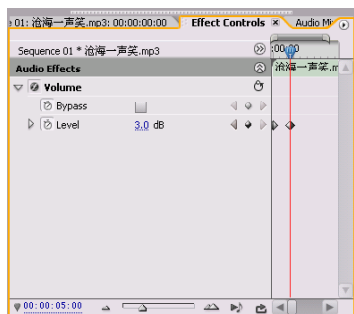 01: 沧海一声笑.mp3: 00:00:00:00 Effect Controls Audio Mi
Sequence 01 * 沧海一声笑.mp3 :00:00
Audio Effects 沧海一声笑.m
Volume
Bypass
Level 3.0 dB
00:00:05:00